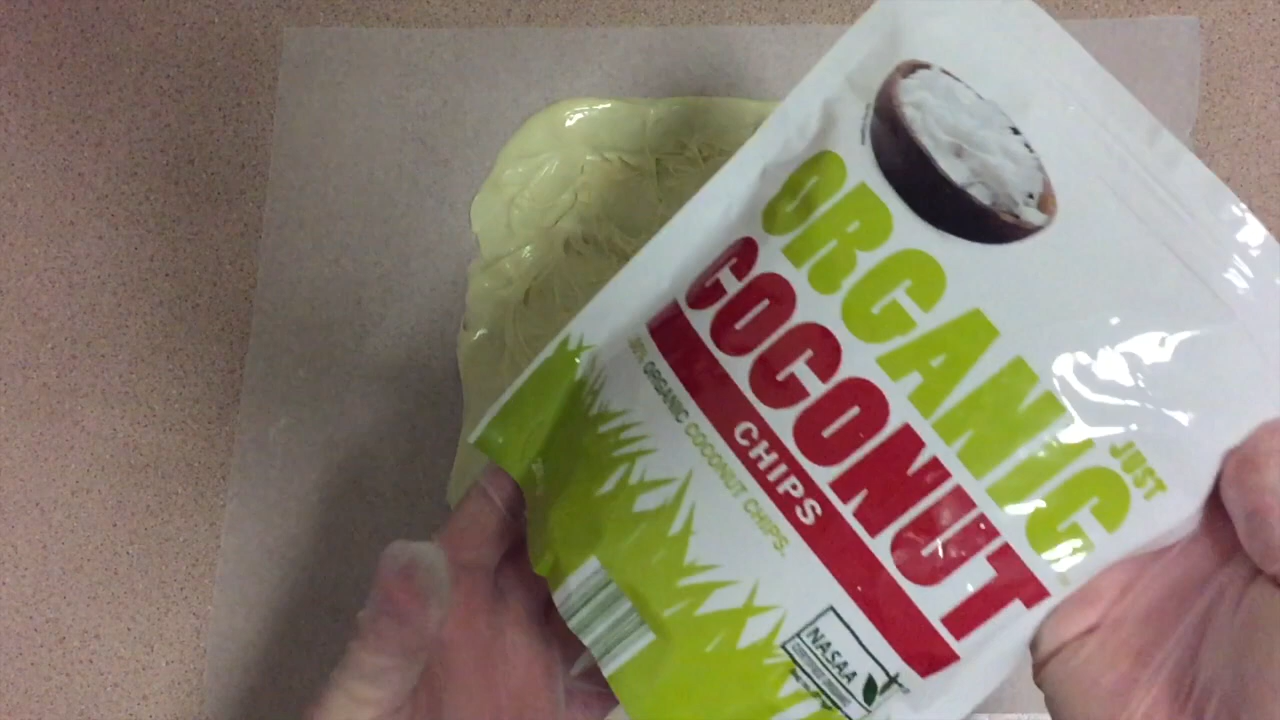 JUST
ORGANIC
COCONUT
CHIPS
100% ORGANIC COCONUT CHIPS.
NASAA